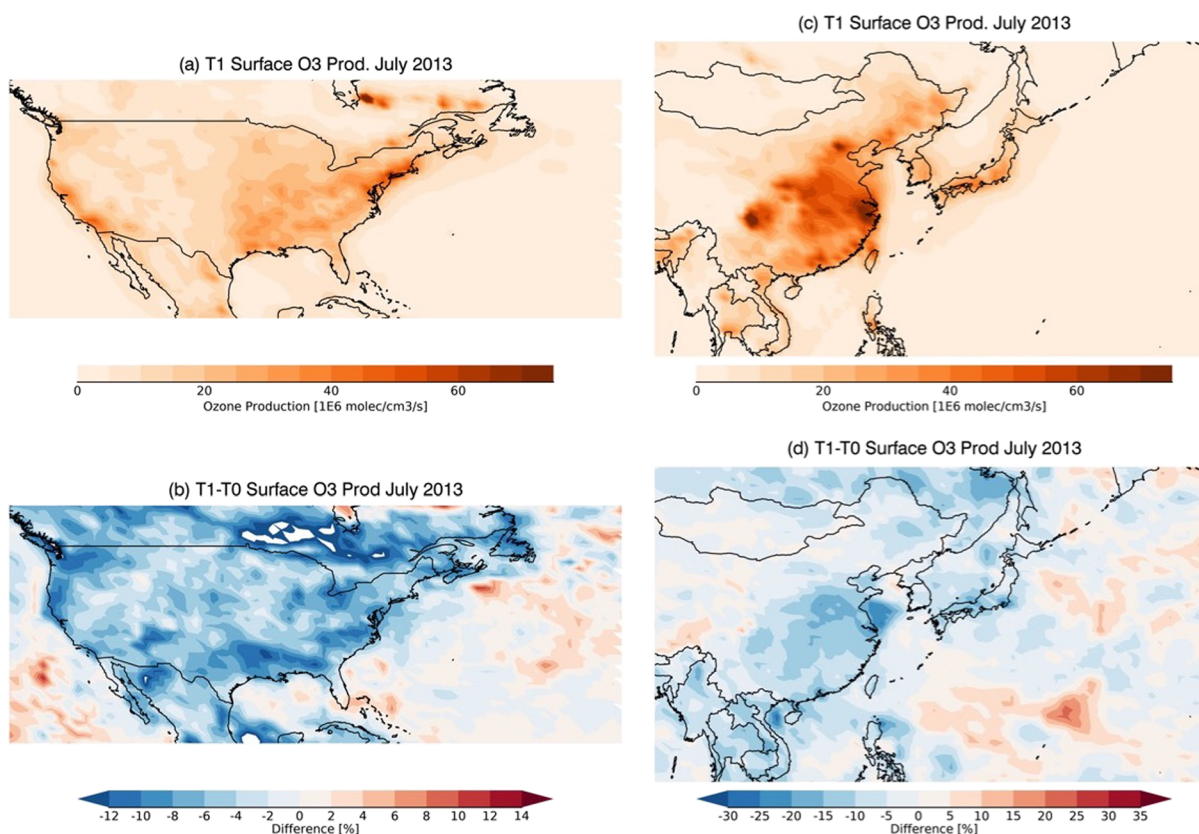 (a) T1 Surface O3 Prod. July 2013
0 20 40 60
Ozone Production [1E6 molec/cm3/s]
(b) T1-T0 Surface O3 Prod July 2013
-12 -10 -8 -6 -4 -2 0 2 4 6 8 10 12 14
Difference [%]
(c) T1 Surface O3 Prod. July 2013
0 20 40 60
Ozone Production [1E6 molec/cm3/s]
(d) T1-T0 Surface O3 Prod July 2013
-30 -25 -20 -15 -10 -5 0 5 10 15 20 25 30 35
Difference [%]